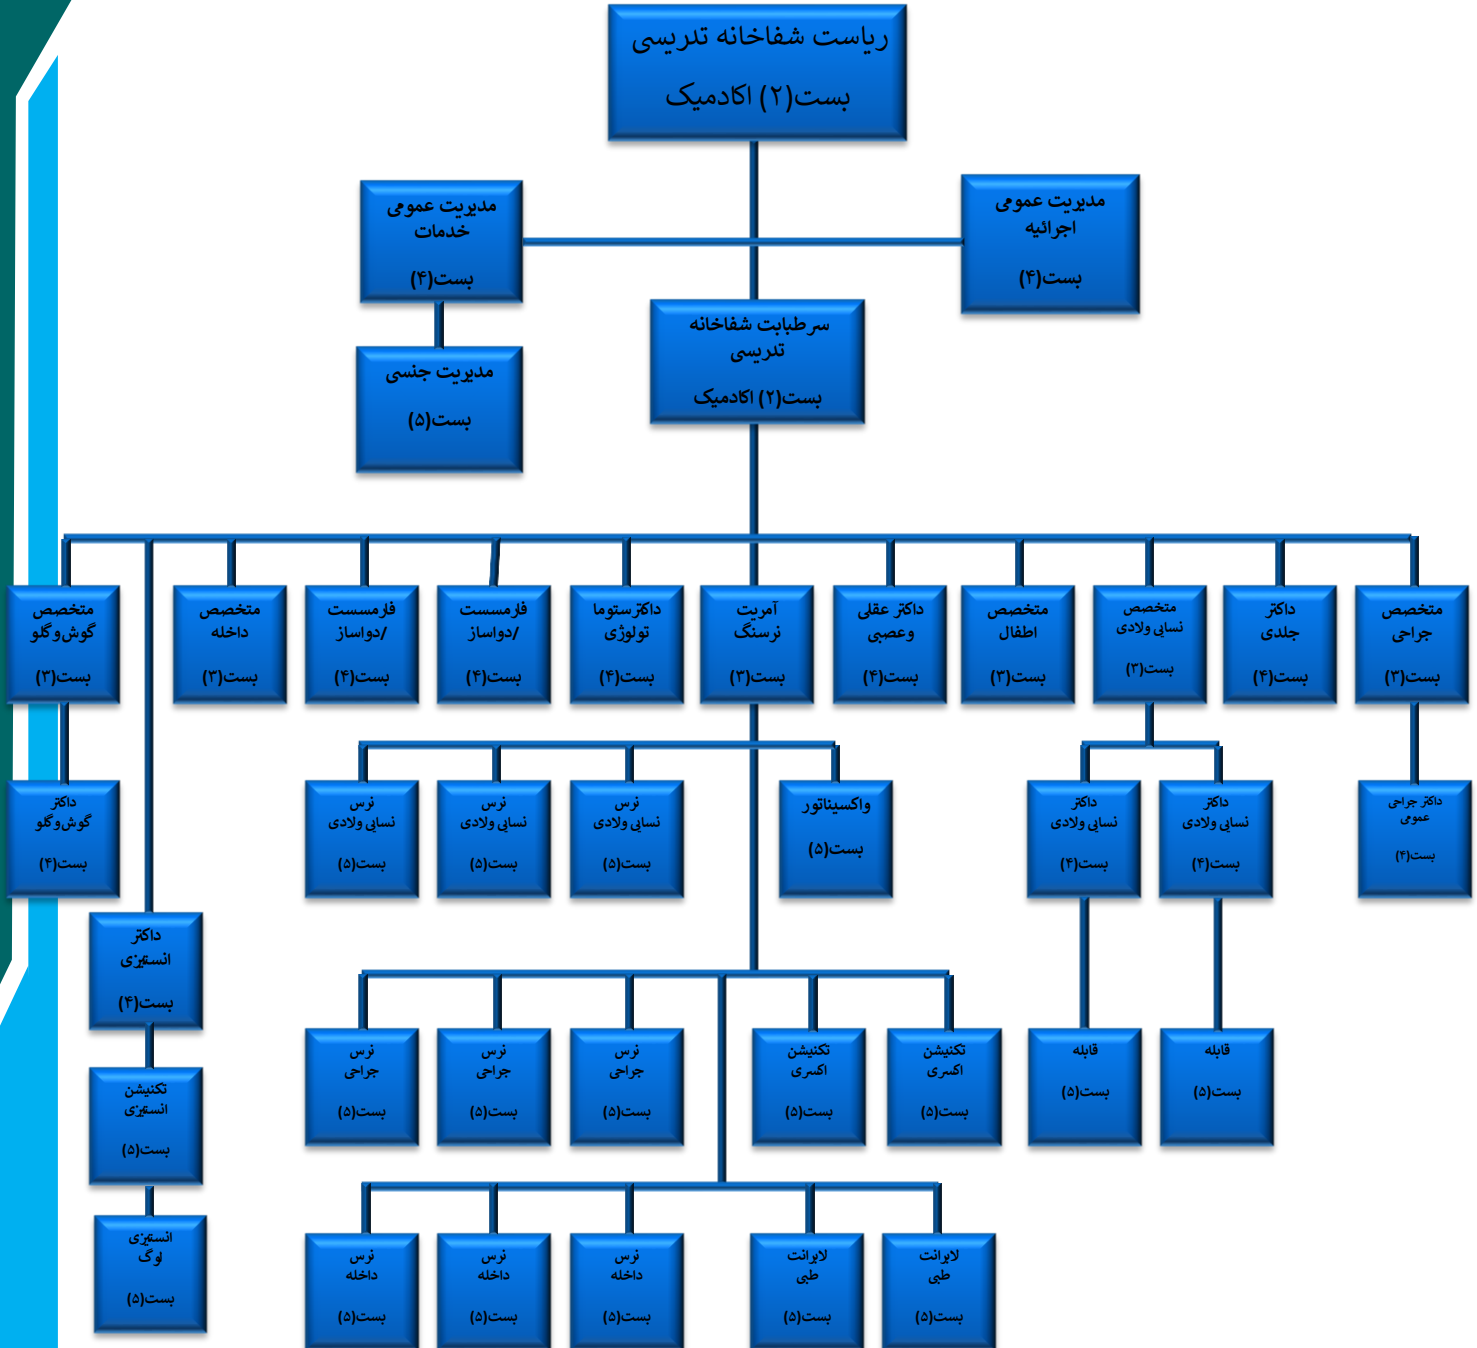 ریاست شفاخانه تدریسی
بست(۲) اکادمیک
مدیریت عمومی
اجرائیه
بست(۴)
مدیریت عمومی
خدمات
بست(۴)
سرطبابت شفاخانه
تدریسی
بست(۲) اکادمیک
مدیریت جنسی
بست(۵)
متخصص
جراحی
بست(۳)
داکتر
جلدی
بست(۴)
متخصص
نسایی ولادی
بست(۳)
متخصص
اطفال
بست(۳)
داکتر عقلی
وعصبی
بست(۴)
آمریت
نرسنگ
بست(۳)
داکترستوما
تولوژی
بست(۴)
فارمسست
/دواساز
بست(۴)
فارمسست
/دواساز
بست(۴)
متخصص
داخله
بست(۳)
متخصص
گوش‌وگلو
بست(۳)
داکتر جراحی
عمومی
بست(۴)
داکتر
نسایی ولادی
بست(۴)
داکتر
نسایی ولادی
بست(۴)
واکسیناتور
بست(۵)
نرس
نسایی ولادی
بست(۵)
نرس
نسایی ولادی
بست(۵)
نرس
نسایی ولادی
بست(۵)
داکتر
گوش‌وگلو
بست(۴)
داکتر
انستیزی
بست(۴)
قابله
بست(۵)
قابله
بست(۵)
تکنیشن
اکسری
بست(۵)
تکنیشن
اکسری
بست(۵)
نرس
جراحی
بست(۵)
نرس
جراحی
بست(۵)
نرس
جراحی
بست(۵)
تکنیشن
انستیزی
بست(۵)
لابرانت
طبی
بست(۵)
لابرانت
طبی
بست(۵)
نرس
داخله
بست(۵)
نرس
داخله
بست(۵)
نرس
داخله
بست(۵)
انستیزی
لوگ
بست(۵)